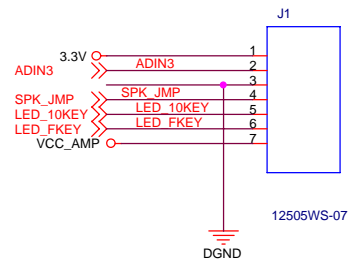 J1
3.3V 1
ADIN3 ADIN3 2
3
SPK_JMP SPK_JMP 4
LED_10KEY LED_10KEY 5
LED_FKEY LED_FKEY 6
VCC_AMP 7
12505WS-07
DGND